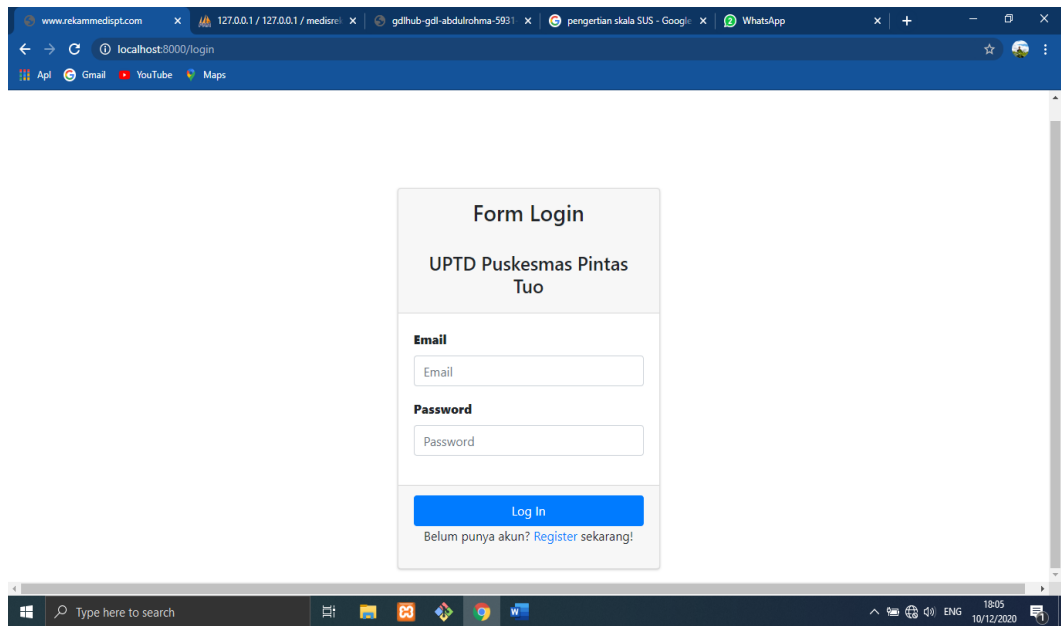 www.rekammedispt.com
127.0.0.1 / 127.0.0.1 / medisrek
gdlhub-gdl-abdulrohma-5931-
pengertian skala SUS - Google
WhatsApp
localhost:8000/login
Apl Gmail YouTube Maps
Form Login
UPTD Puskesmas Pintas
Tuo
Email
Email
Password
Password
Log In
Belum punya akun? Register sekarang!
Type here to search
ENG
18:05
10/12/2020